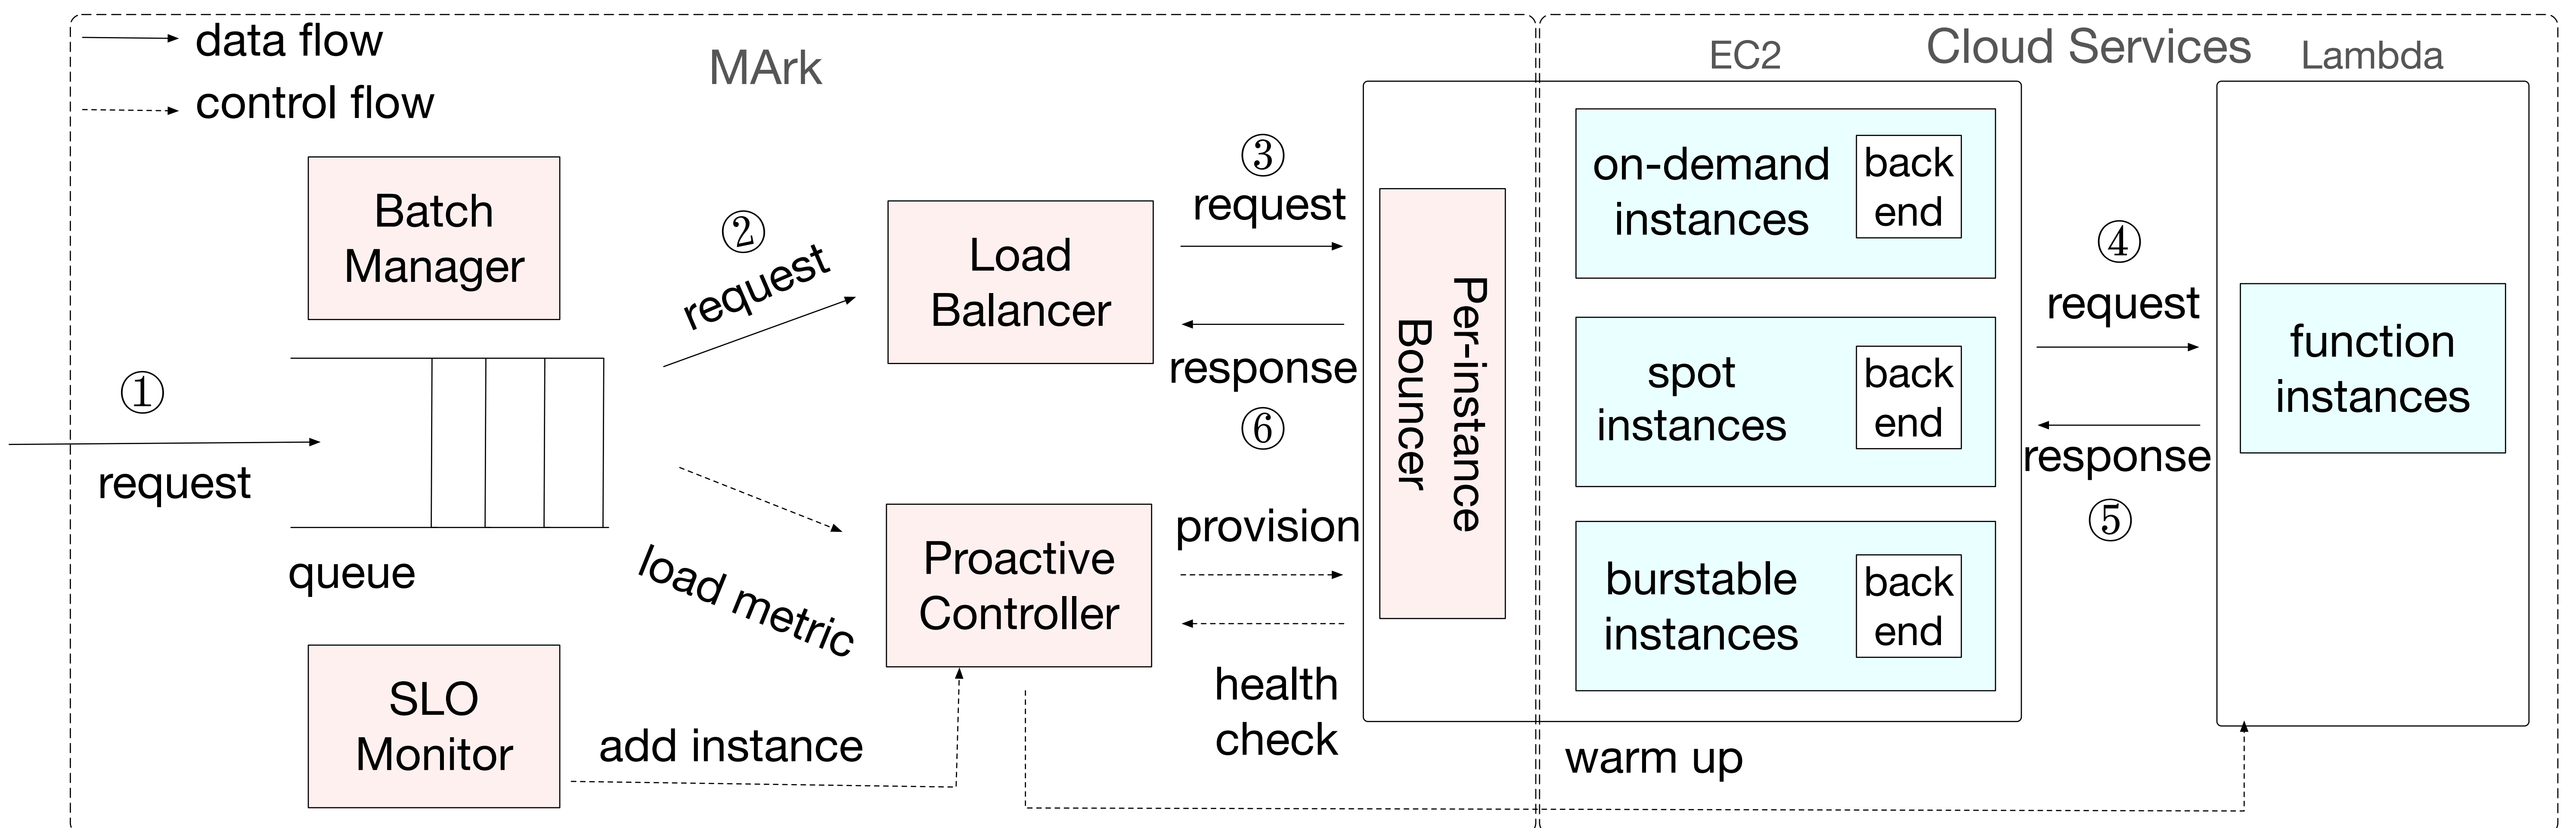 data flow
control flow
MArk
EC2
Cloud Services
Lambda
Batch
Manager
①
request
queue
SLO
Monitor
②
request
load metric
add instance
Load
Balancer
Proactive
Controller
③
request
response
⑥
provision
health
check
Per-instance
Bouncer
on-demand
instances
back
end
spot
instances
back
end
burstable
instances
back
end
warm up
④
request
response
⑤
function
instances